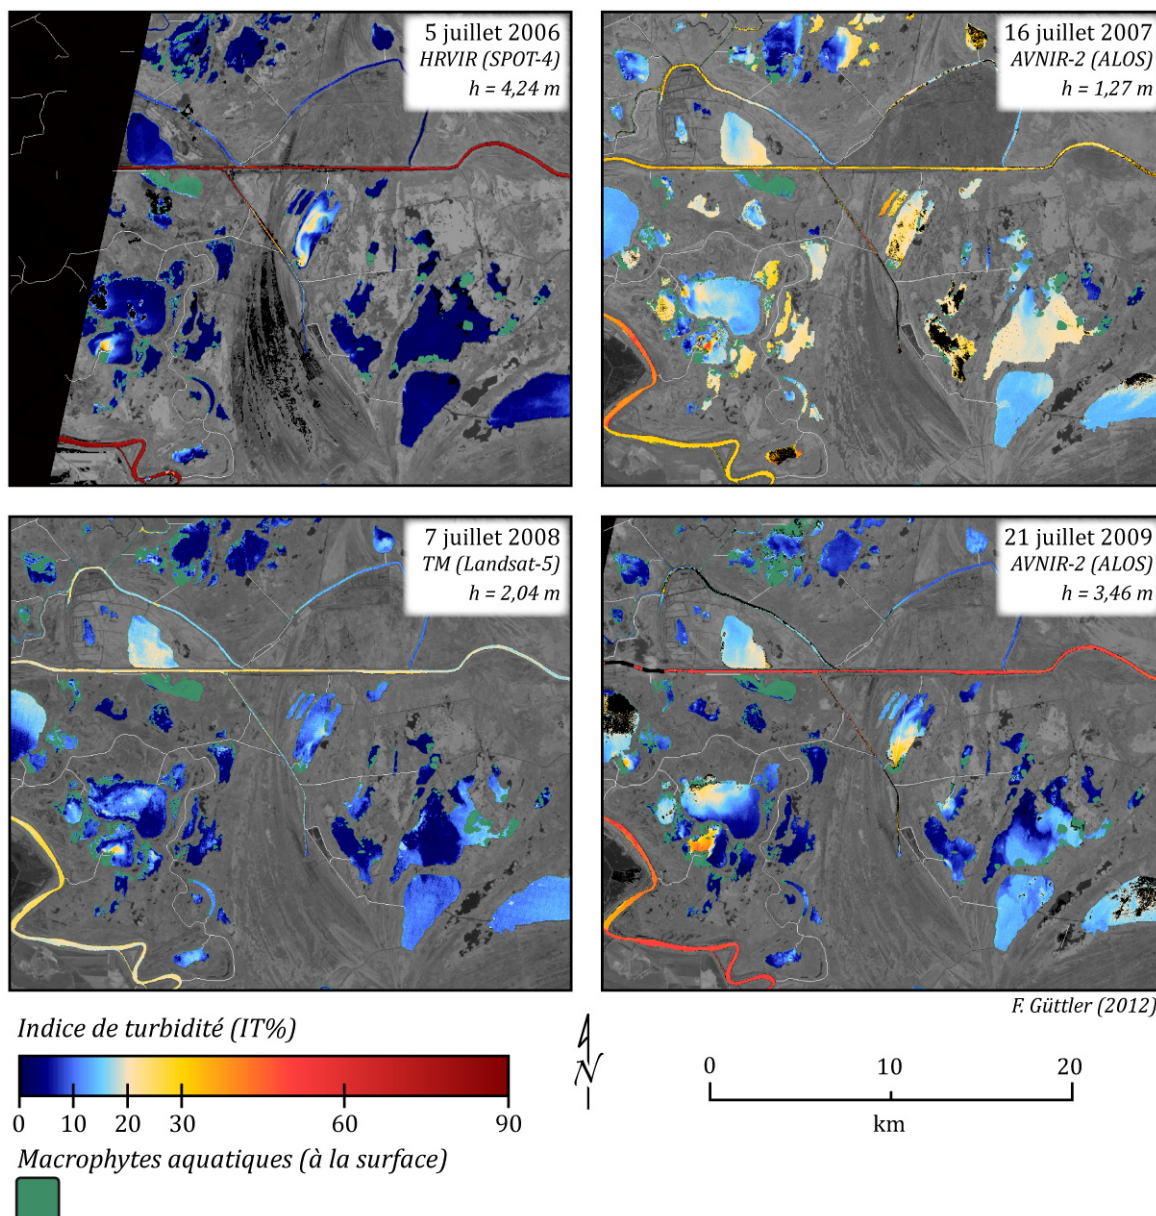 5 juillet 2006
HRVIR (SPOT-4)
h = 4,24 m
16 juillet 2007
AVNIR-2 (ALOS)
h = 1,27 m
7 juillet 2008
TM (Landsat-5)
h = 2,04 m
21 juillet 2009
AVNIR-2 (ALOS)
h = 3,46 m
F. Güttler (2012)
Indice de turbidité (IT%)
0 10 20 30 60 90
N
0 10 20
km
Macrophytes aquatiques (à la surface)